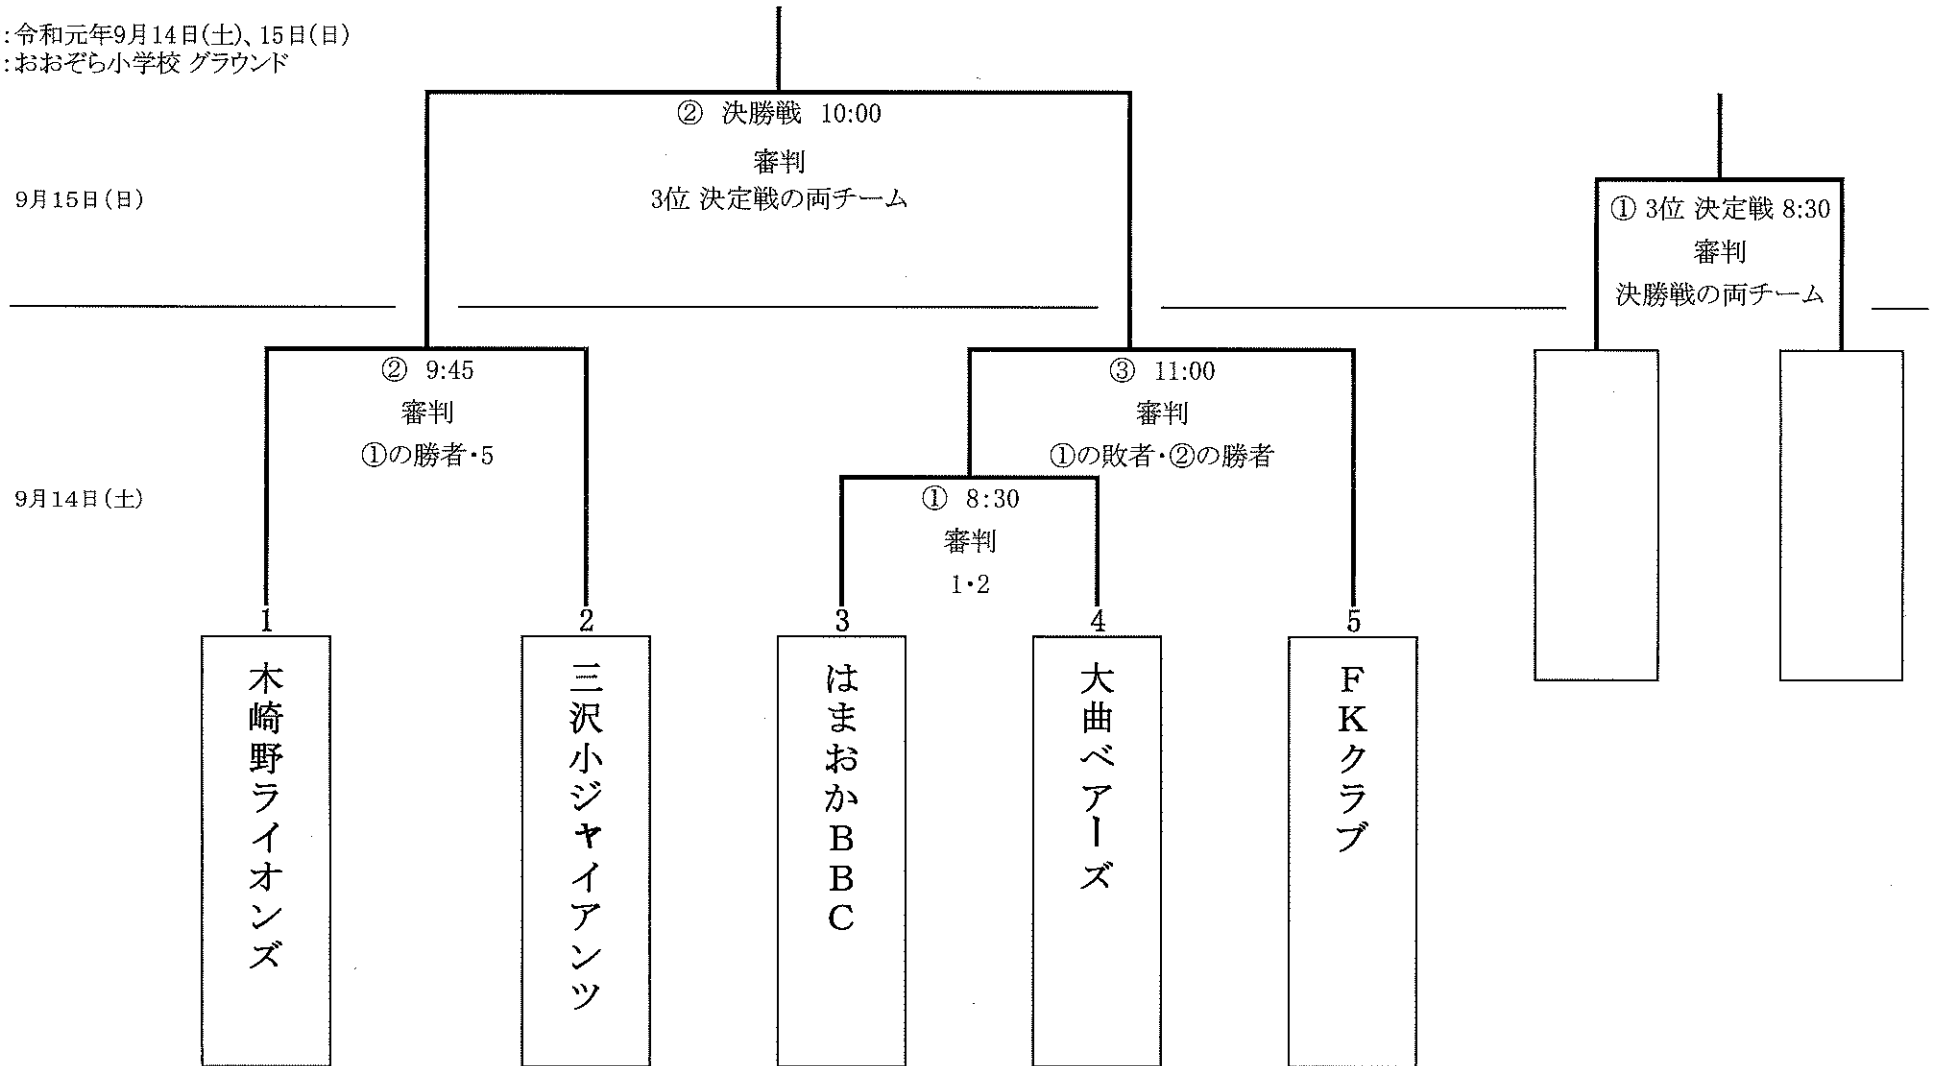 :令和元年9月14日(土)、15日(日)
:おおぞら小学校 グラウンド
② 決勝戦 10:00
審判
3位 決定戦の両チーム
9月15日(日)
① 3位 決定戦 8:30
審判
決勝戦の両チーム
② 9:45
審判
①の勝者・5
③ 11:00
審判
①の敗者・②の勝者
9月14日(土)
① 8:30
審判
1・2
1
2
3
4
5
木崎野ライオンズ
三沢小ジャイアンツ
はまおかBBC
大曲ベアーズ
FKクラブ